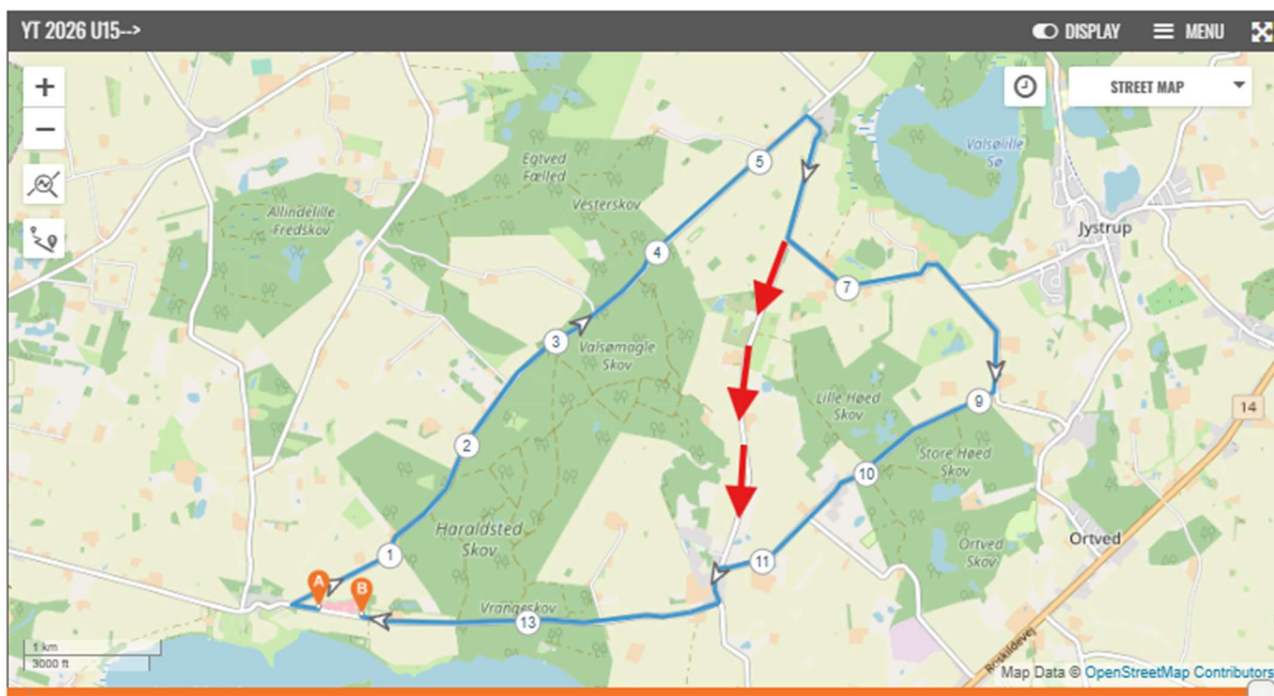 YT 2026 U15-->
DISPLAY
MENU
+
STREET MAP
−
Valsølille
Sø
5
Egtved
Fælled
Vesterskov
Allindelille
Fredskov
Jystrup
4
7
3
Valsømagle
Skov
Lille Høed
Skov
9
14
2
Store Høed
Skov
10
Haraldsted
Skov
Ortved
Skov
Ortved
1
11
A
B
Vrangeskov
13
1 km
3000 ft
Roskildevej
Map Data © OpenStreetMap Contributors